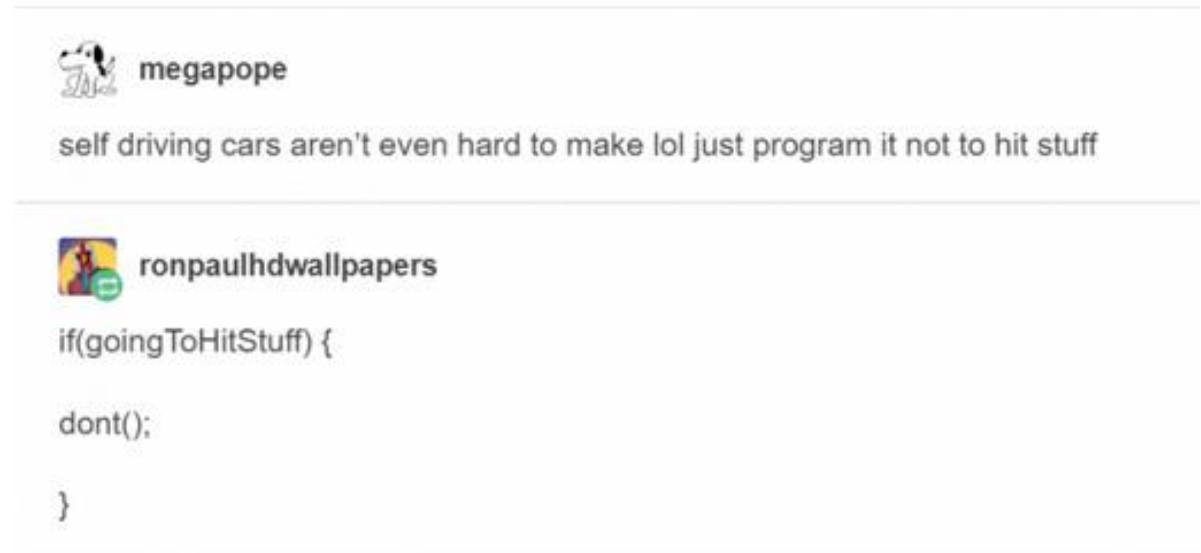 megapope
self driving cars aren't even hard to make lol just program it not to hit stuff
ronpaulhdwallpapers
if(goingToHitStuff) {
dont();
}